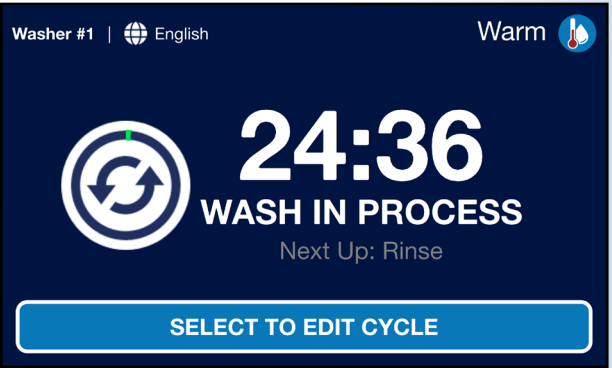 Washer #1 | English
Warm
24:36
WASH IN PROCESS
Next Up: Rinse
SELECT TO EDIT CYCLE